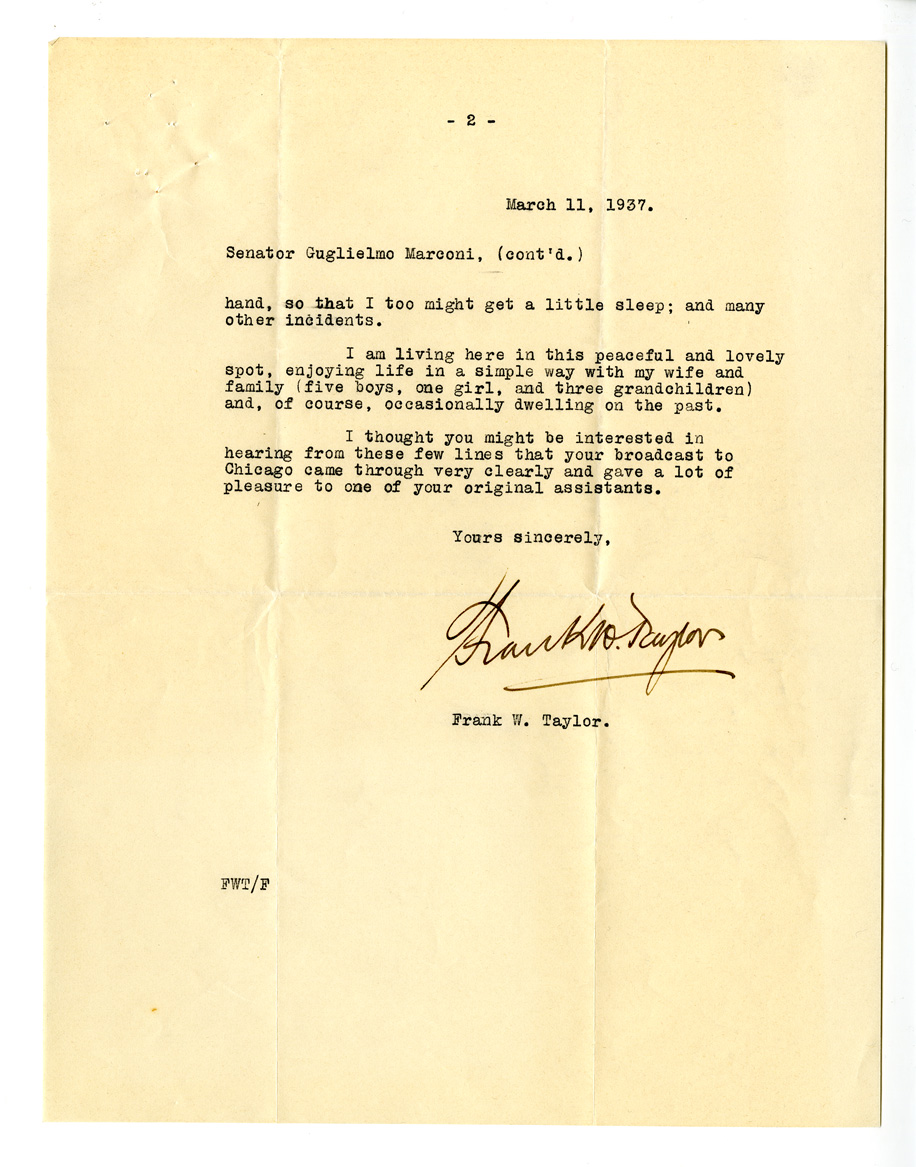 - 2 -
March 11, 1937.
Senator Guglielmo Marconi, (cont'd.)
hand, so that I too might get a little sleep; and many
other incidents.
I am living here in this peaceful and lovely
spot, enjoying life in a simple way with my wife and
family (five boys, one girl, and three grandchildren)
and, of course, occasionally dwelling on the past.
I thought you might be interested in
hearing from these few lines that your broadcast to
Chicago came through very clearly and gave a lot of
pleasure to one of your original assistants.
Yours sincerely,
Frank W. Taylor
Frank W. Taylor.
FWT/F